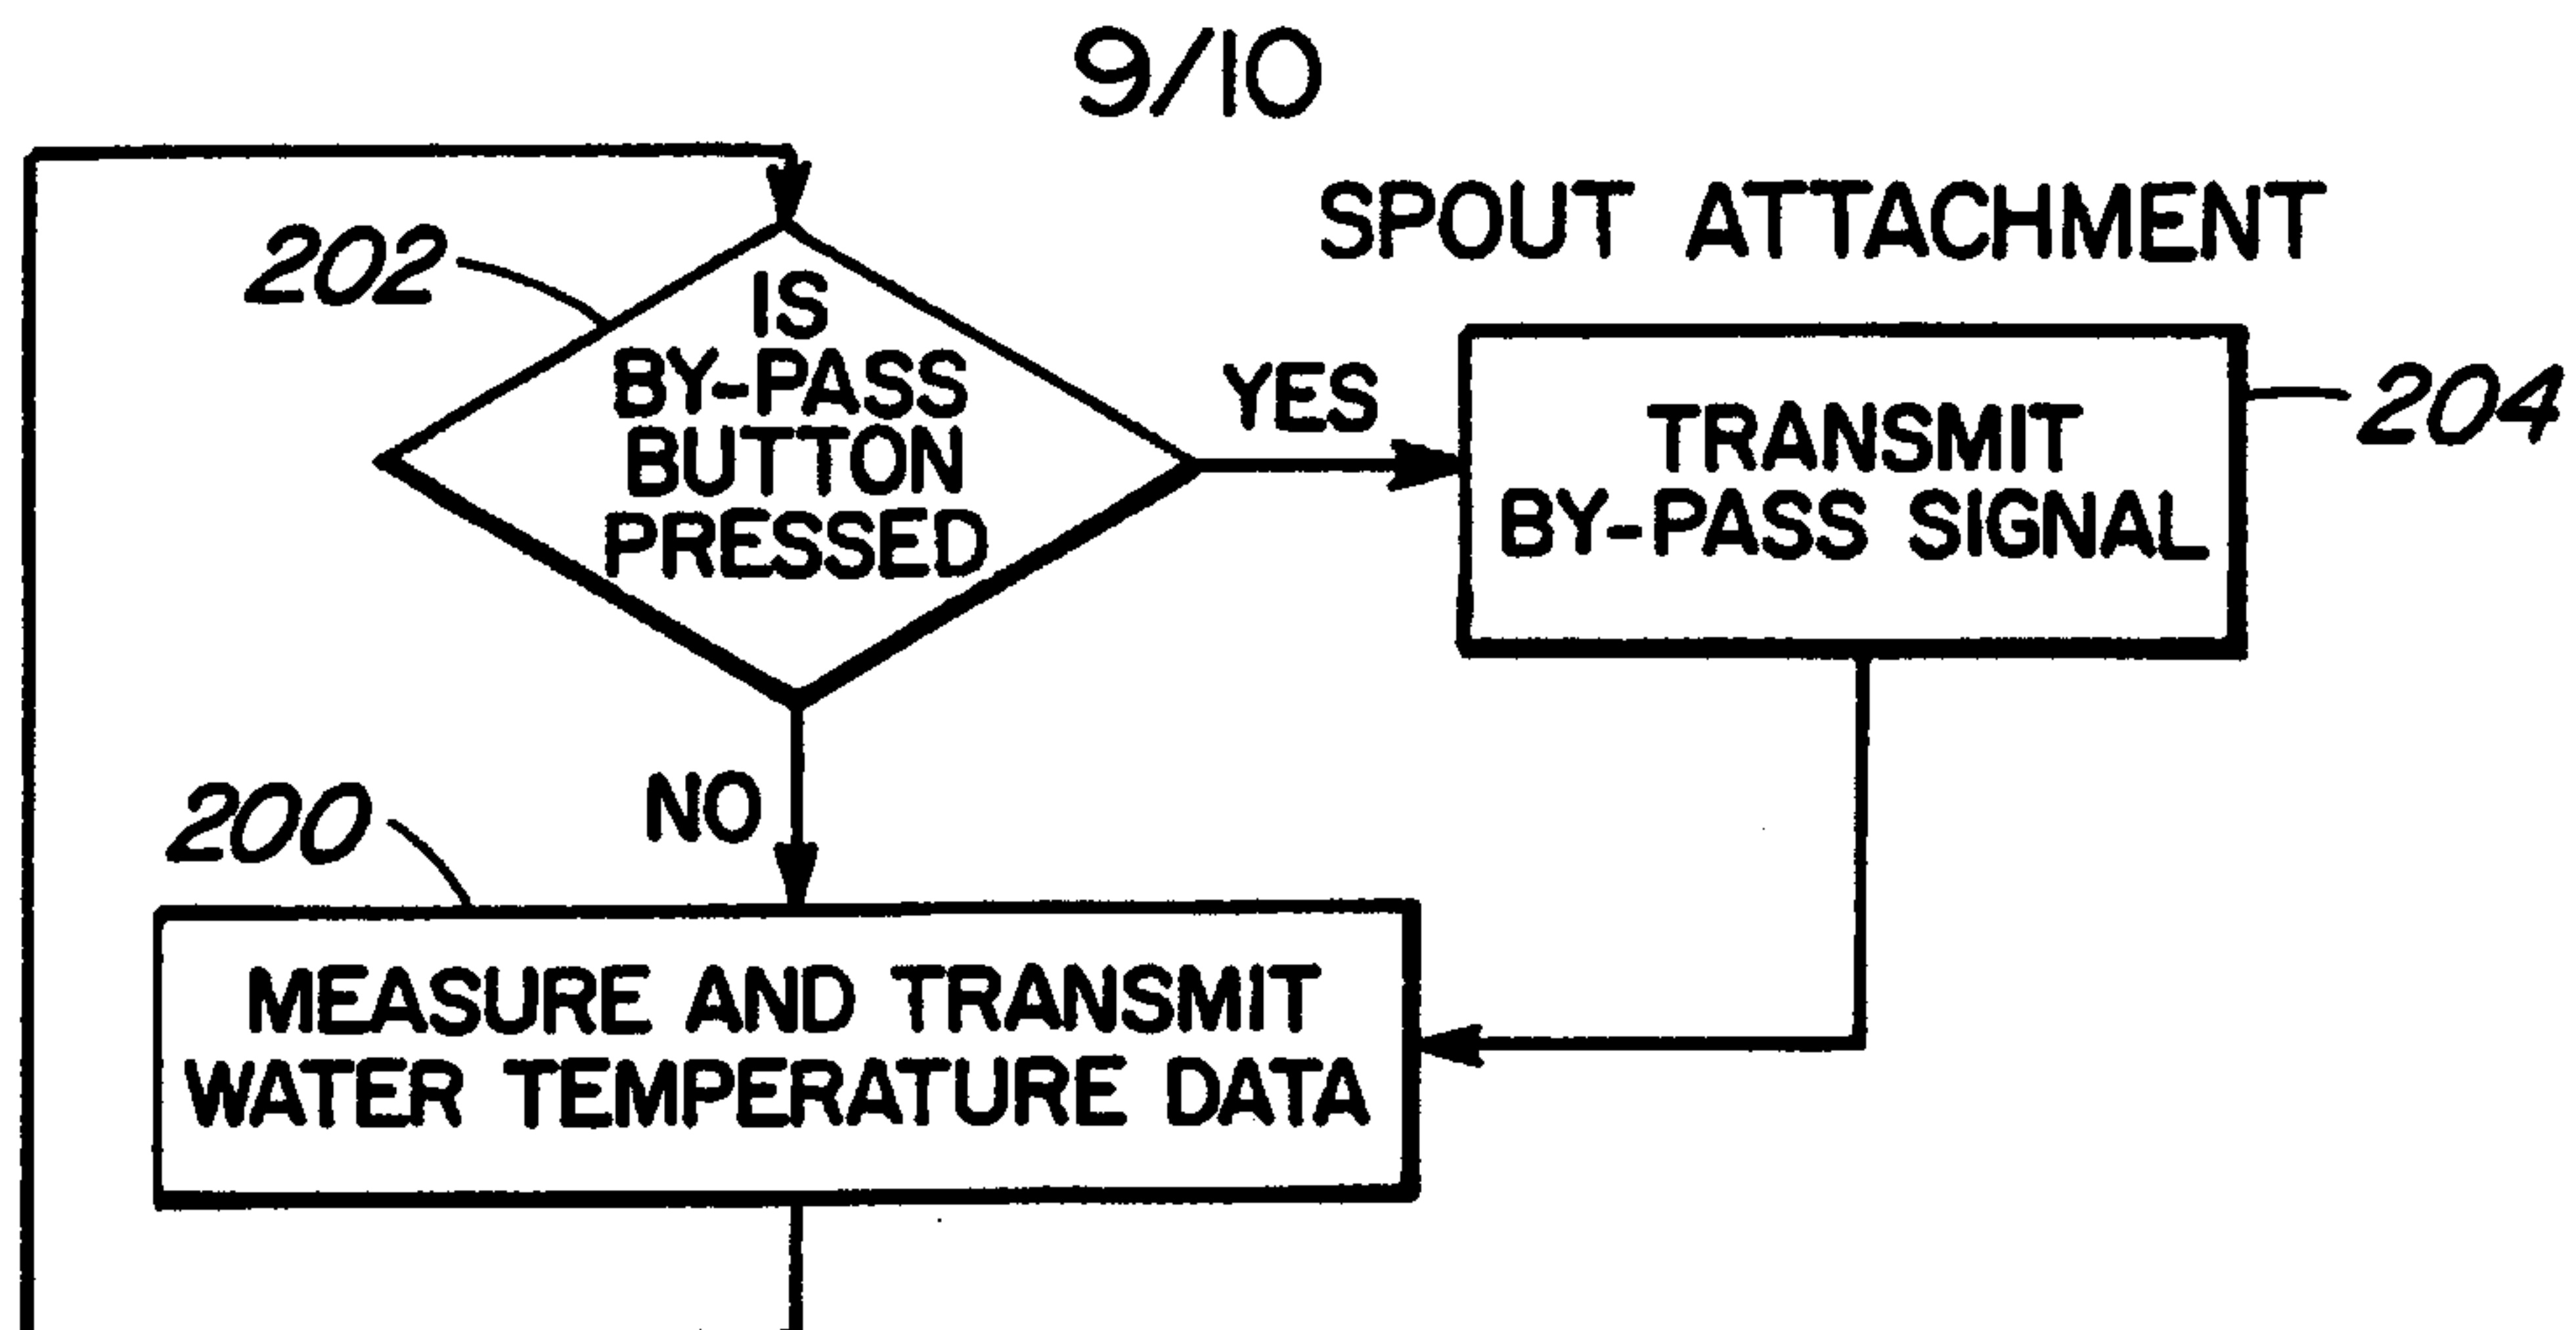 9/10
SPOUT ATTACHMENT
202
IS
BY-PASS
BUTTON
PRESSED
YES
TRANSMIT
BY-PASS SIGNAL
204
NO
200
MEASURE AND TRANSMIT
WATER TEMPERATURE DATA